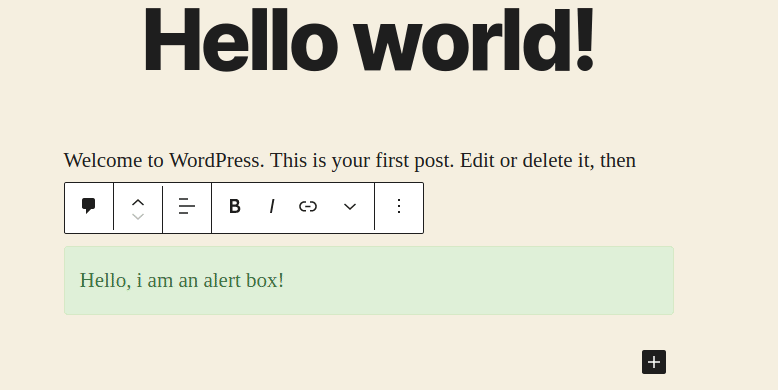 Hello world!
Welcome to WordPress. This is your first post. Edit or delete it, then
B I
Hello, i am an alert box!